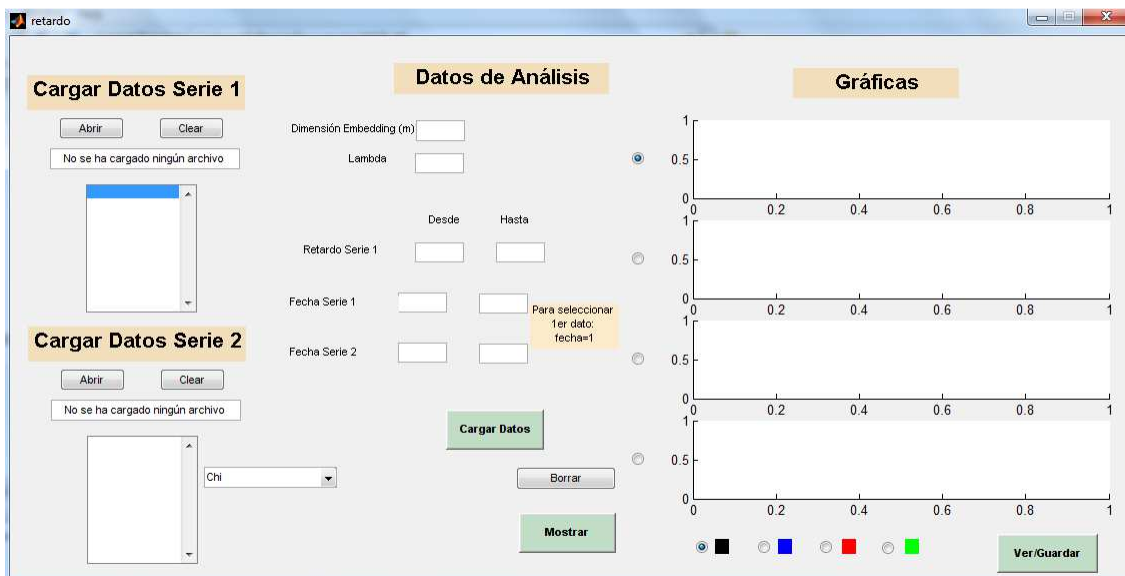 retardo
Cargar Datos Serie 1
Abrir
Clear
No se ha cargado ningún archivo
Cargar Datos Serie 2
Abrir
Clear
No se ha cargado ningún archivo
Chi
Datos de Análisis
Dimensión Embedding (m)
Lambda
Desde
Hasta
Retardo Serie 1
Fecha Serie 1
Fecha Serie 2
Para seleccionar
1er dato:
fecha=1
Cargar Datos
Borrar
Mostrar
Gráficas
1
0.5
0
0 0.2 0.4 0.6 0.8 1
1
0.5
0
0 0.2 0.4 0.6 0.8 1
1
0.5
0
0 0.2 0.4 0.6 0.8 1
1
0.5
0
0 0.2 0.4 0.6 0.8 1
Ver/Guardar